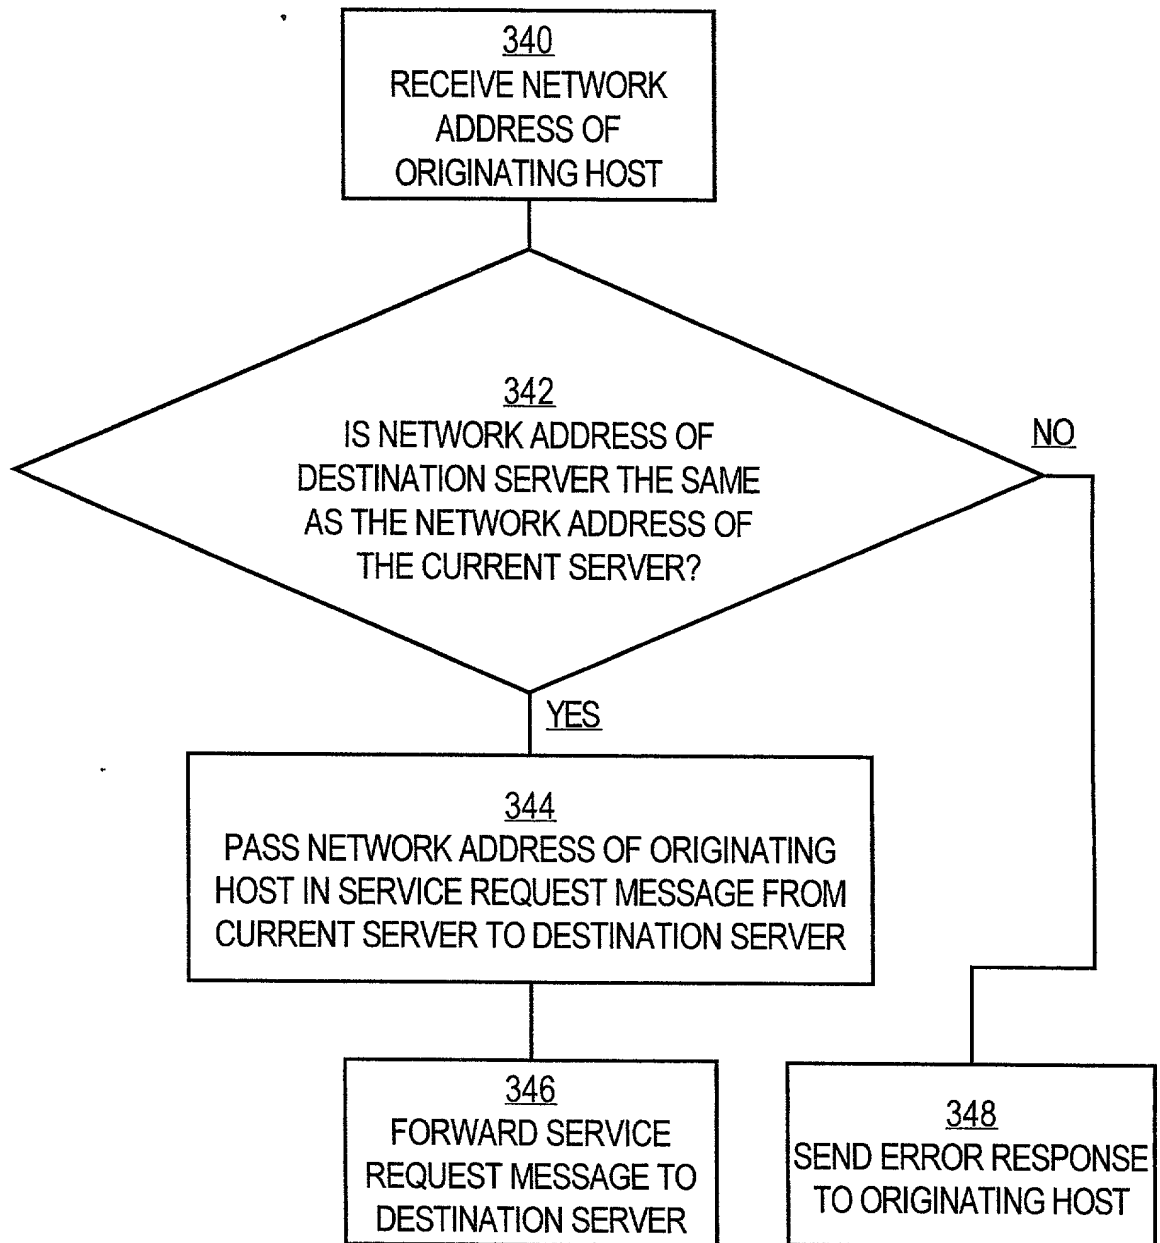 340
RECEIVE NETWORK
ADDRESS OF
ORIGINATING HOST
342
IS NETWORK ADDRESS OF
DESTINATION SERVER THE SAME
AS THE NETWORK ADDRESS OF
THE CURRENT SERVER?
NO
YES
344
PASS NETWORK ADDRESS OF ORIGINATING
HOST IN SERVICE REQUEST MESSAGE FROM
CURRENT SERVER TO DESTINATION SERVER
346
FORWARD SERVICE
REQUEST MESSAGE TO
DESTINATION SERVER
348
SEND ERROR RESPONSE
TO ORIGINATING HOST